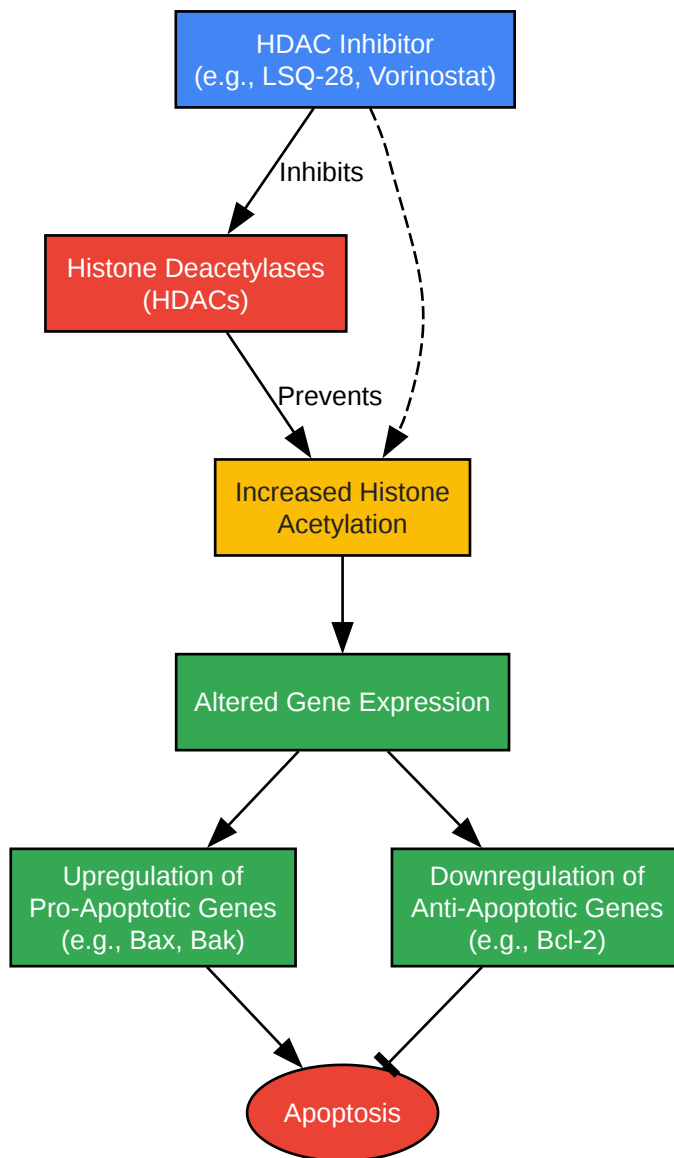 HDAC Inhibitor
(e.g., LSQ-28, Vorinostat)
Inhibits
Histone Deacetylases
(HDACs)
Prevents
Increased Histone
Acetylation
Altered Gene Expression
Upregulation of
Pro-Apoptotic Genes
(e.g., Bax, Bak)
Downregulation of
Anti-Apoptotic Genes
(e.g., Bcl-2)
Apoptosis